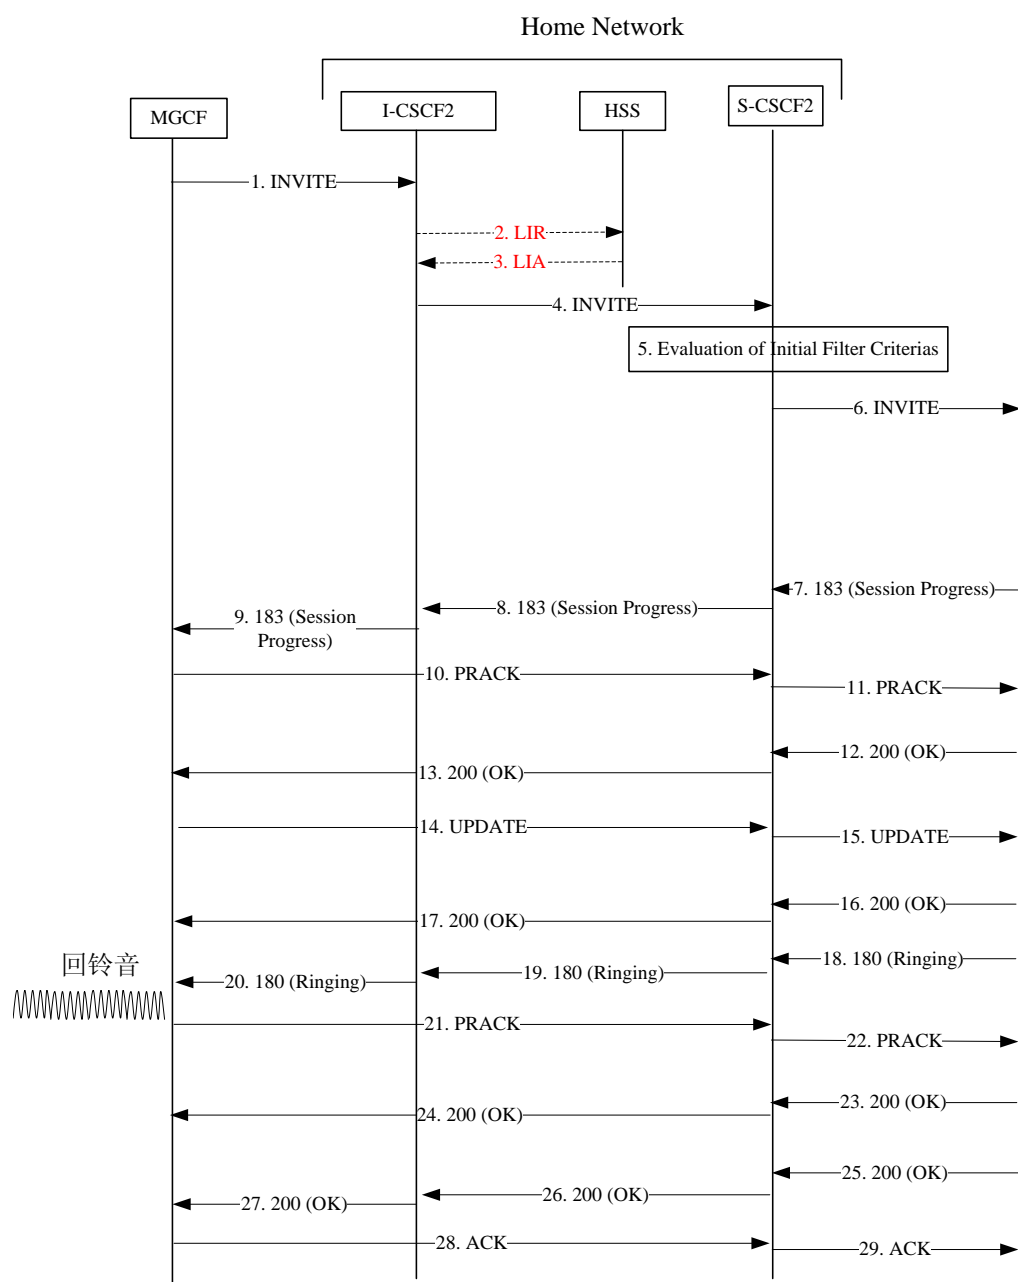 Home Network
MGCF
I-CSCF2
HSS
S-CSCF2
1. INVITE
2. LIR
3. LIA
4. INVITE
5. Evaluation of Initial Filter Criterias
6. INVITE
7. 183 (Session Progress)
8. 183 (Session Progress)
9. 183 (Session
Progress)
10. PRACK
11. PRACK
12. 200 (OK)
13. 200 (OK)
14. UPDATE
15. UPDATE
16. 200 (OK)
17. 200 (OK)
回铃音
18. 180 (Ringing)
19. 180 (Ringing)
20. 180 (Ringing)
21. PRACK
22. PRACK
23. 200 (OK)
24. 200 (OK)
25. 200 (OK)
26. 200 (OK)
27. 200 (OK)
28. ACK
29. ACK